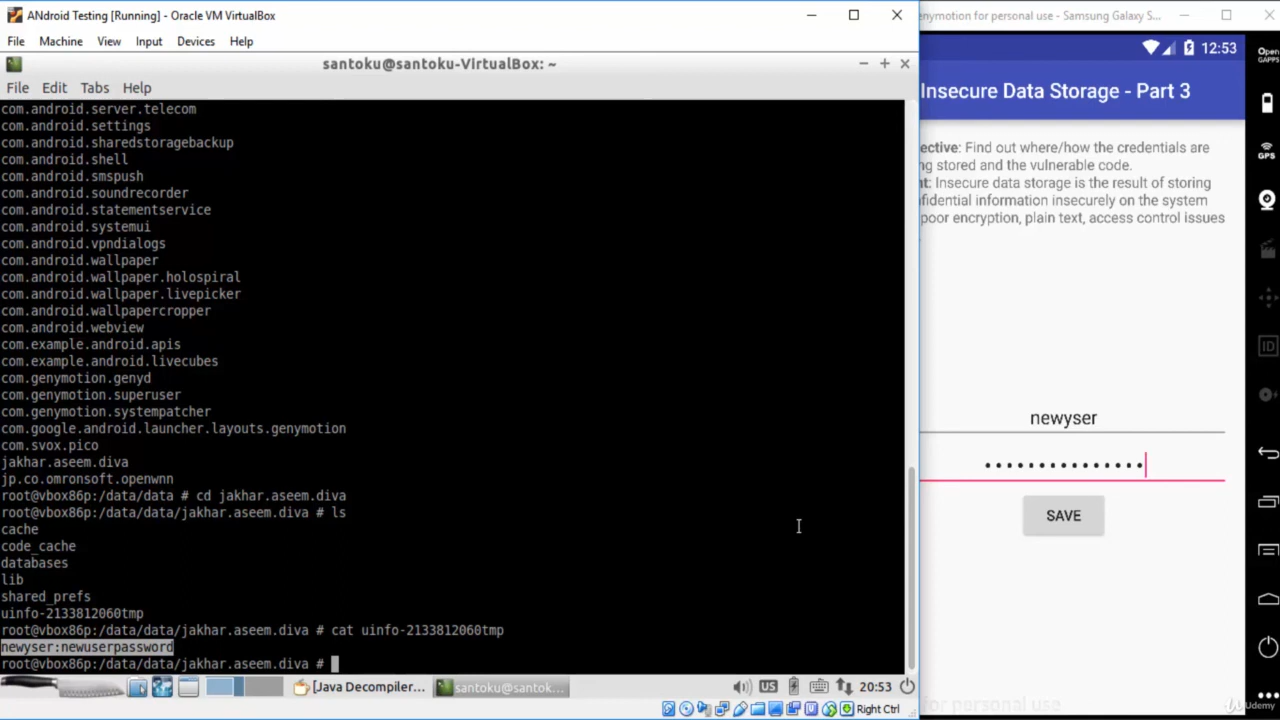 ANdroid Testing [Running] - Oracle VM VirtualBox
File Machine View Input Devices Help
santoku@santoku-VirtualBox: ~
File Edit Tabs Help
com.android.server.telecom
com.android.settings
com.android.sharedstoragebackup
com.android.shell
com.android.smspush
com.android.soundrecorder
com.android.statementservice
com.android.systemui
com.android.vpndialogs
com.android.wallpaper
com.android.wallpaper.holospiral
com.android.wallpaper.livepicker
com.android.wallpapercropper
com.android.webview
com.example.android.apis
com.example.android.livecubes
com.genymotion.genyd
com.genymotion.superuser
com.genymotion.systempatcher
com.google.android.launcher.layouts.genymotion
com.svox.pico
jakhar.aseem.diva
jp.co.omronsoft.openwnn
root@vbox86p:/data/data # cd jakhar.aseem.diva
root@vbox86p:/data/data/jakhar.aseem.diva # ls
cache
code_cache
databases
lib
shared_prefs
uinfo-2133812060tmp
root@vbox86p:/data/data/jakhar.aseem.diva # cat uinfo-2133812060tmp
newyser:newuserpassword
root@vbox86p:/data/data/jakhar.aseem.diva #
[Java Decompiler...
santoku@santok...
US
20:53
Right Ctrl
enymotion for personal use - Samsung Galaxy S...
12:53
Insecure Data Storage - Part 3
ective: Find out where/how the credentials are
ng stored and the vulnerable code.
nt: Insecure data storage is the result of storing
nfidential information insecurely on the system
poor encryption, plain text, access control issues
newyser
••••••••••••••• 
SAVE
for personal use
Open
GAPPS
GPS
ID
Udemy